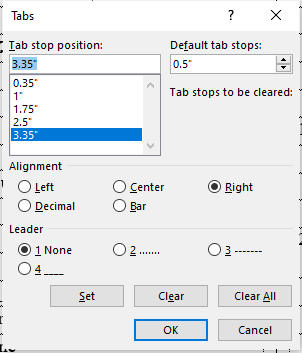 Tabs ? ×
Tab stop position: Default tab stops:
3.35" 0.5"
0.35" Tab stops to be cleared:
1"
1.75"
2.5"
3.35"
Alignment
Left Center Right
Decimal Bar
Leader
1 None 2 ....... 3 -------
4 ____
Set Clear Clear All
OK Cancel